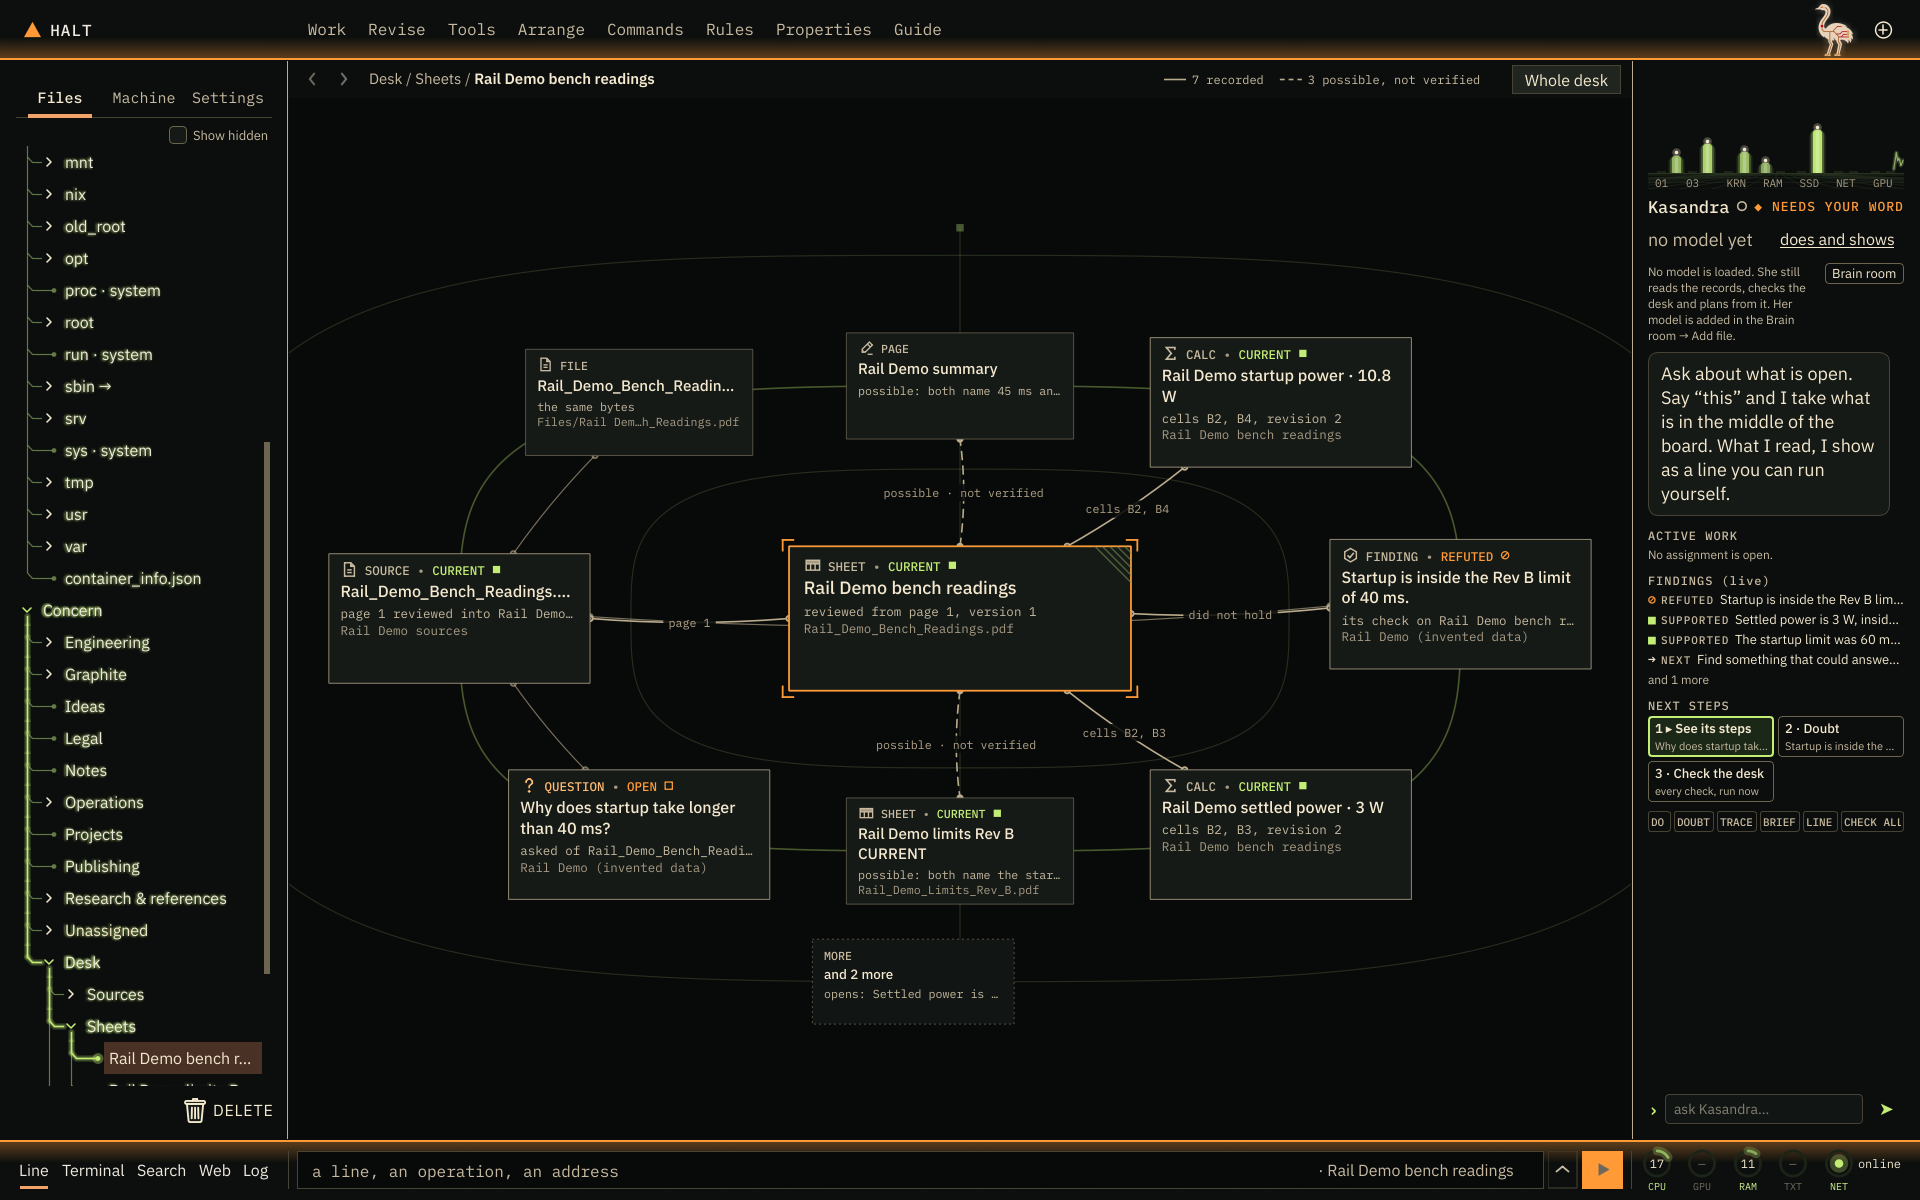 HALT
Work Revise Tools Arrange Commands Rules Properties Guide
Files Machine Settings
Show hidden
mnt
nix
old_root
opt
proc · system
root
run · system
sbin →
srv
sys · system
tmp
usr
var
container_info.json
Concern
Engineering
Graphite
Ideas
Legal
Notes
Operations
Projects
Publishing
Research & references
Unassigned
Desk
Sources
Sheets
Rail Demo bench r...
DELETE
Desk / Sheets / Rail Demo bench readings
7 recorded
3 possible, not verified
Whole desk
FILE
Rail_Demo_Bench_Readin...
the same bytes
Files/Rail Dem…h_Readings.pdf
PAGE
Rail Demo summary
possible: both name 45 ms an…
CALC • CURRENT
Rail Demo startup power · 10.8
W
cells B2, B4, revision 2
Rail Demo bench readings
possible · not verified
cells B2, B4
SOURCE • CURRENT
Rail_Demo_Bench_Readings....
page 1 reviewed into Rail Demo…
Rail Demo sources
page 1
SHEET • CURRENT
Rail Demo bench readings
reviewed from page 1, version 1
Rail_Demo_Bench_Readings.pdf
did not hold
FINDING • REFUTED
Startup is inside the Rev B limit
of 40 ms.
its check on Rail Demo bench r…
Rail Demo (invented data)
possible · not verified
cells B2, B3
QUESTION • OPEN
Why does startup take longer
than 40 ms?
asked of Rail_Demo_Bench_Readi…
Rail Demo (invented data)
SHEET • CURRENT
Rail Demo limits Rev B
CURRENT
possible: both name the star…
Rail_Demo_Limits_Rev_B.pdf
CALC • CURRENT
Rail Demo settled power · 3 W
cells B2, B3, revision 2
Rail Demo bench readings
MORE
and 2 more
opens: Settled power is …
01 03 KRN RAM SSD NET GPU
Kasandra NEEDS YOUR WORD
no model yet does and shows
No model is loaded. She still
reads the records, checks the
desk and plans from it. Her
model is added in the Brain
room → Add file.
Brain room
Ask about what is open.
Say “this” and I take what
is in the middle of the
board. What I read, I show
as a line you can run
yourself.
ACTIVE WORK
No assignment is open.
FINDINGS (live)
REFUTED Startup is inside the Rev B lim...
SUPPORTED Settled power is 3 W, insid...
SUPPORTED The startup limit was 60 m...
→ NEXT Find something that could answe...
and 1 more
NEXT STEPS
1 ▸ See its steps
Why does startup tak...
2 · Doubt
Startup is inside the ...
3 · Check the desk
every check, run now
DO DOUBT TRACE BRIEF LINE CHECK ALL
› ask Kasandra...
Line Terminal Search Web Log
a line, an operation, an address
· Rail Demo bench readings
17 – 11 – online
CPU GPU RAM TXT NET